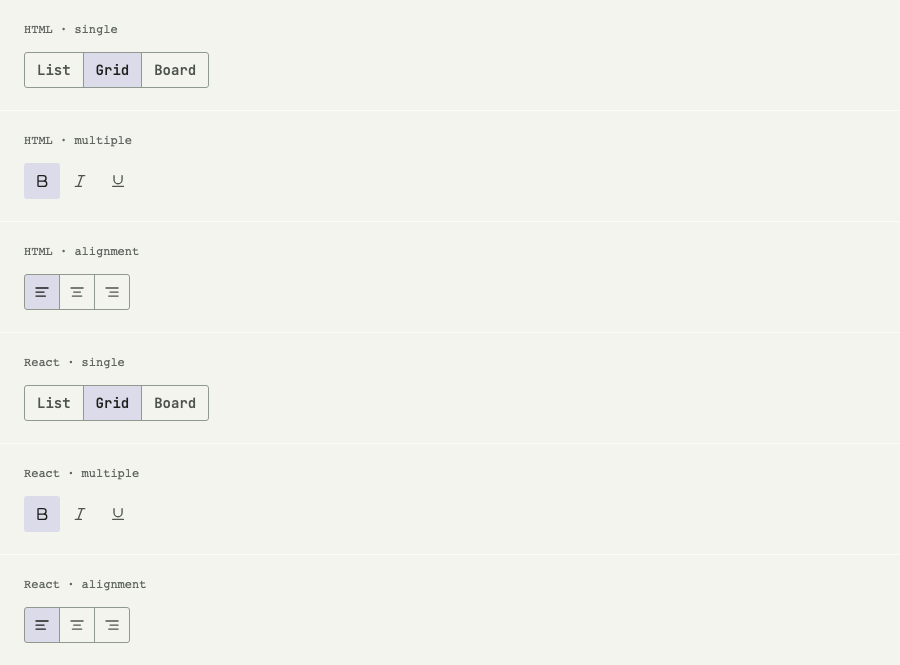 HTML · single
List Grid Board
HTML · multiple
B I U
HTML · alignment
React · single
List Grid Board
React · multiple
B I U
React · alignment